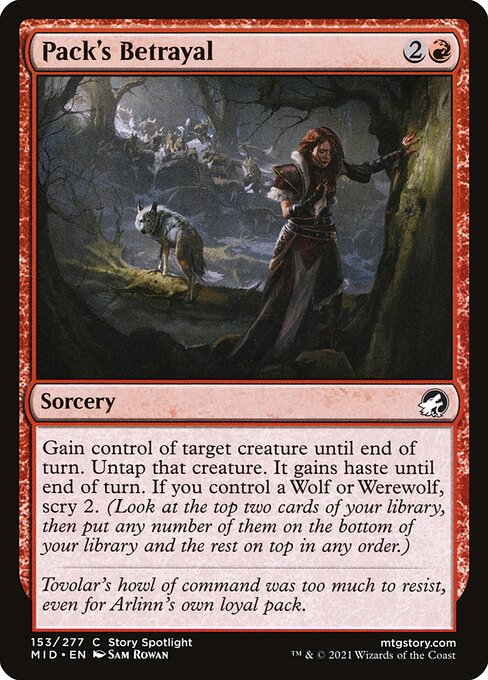 Pack's Betrayal 2
Sorcery
Gain control of target creature until end of
turn. Untap that creature. It gains haste until
end of turn. If you control a Wolf or Werewolf,
scry 2. (Look at the top two cards of your library,
then put any number of them on the bottom of
your library and the rest on top in any order.)
Tovolar's howl of command was too much to resist,
even for Arlinn's own loyal pack.
153/277 C Story Spotlight mtgstory.com
MID • EN Sam Rowan ™ & © 2021 Wizards of the Coast